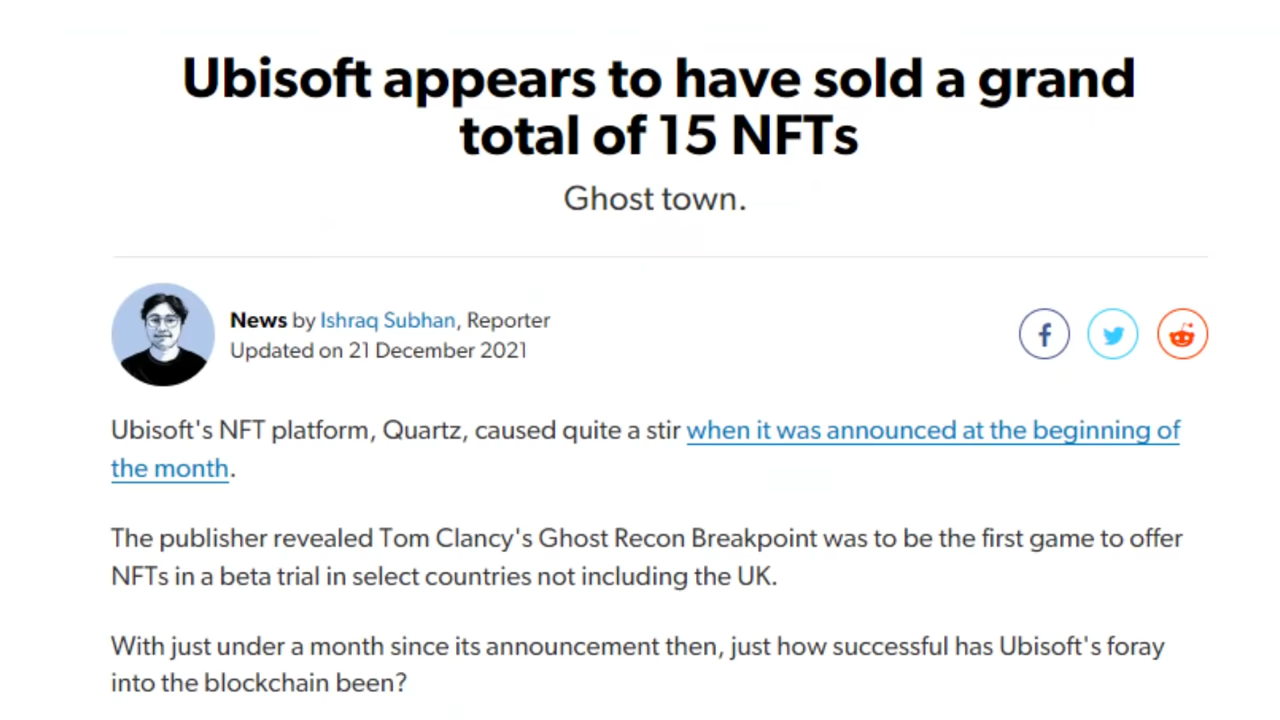 Ubisoft appears to have sold a grand
total of 15 NFTs
Ghost town.
News by Ishraq Subhan, Reporter
Updated on 21 December 2021
Ubisoft's NFT platform, Quartz, caused quite a stir when it was announced at the beginning of
the month.
The publisher revealed Tom Clancy's Ghost Recon Breakpoint was to be the first game to offer
NFTs in a beta trial in select countries not including the UK.
With just under a month since its announcement then, just how successful has Ubisoft's foray
into the blockchain been?